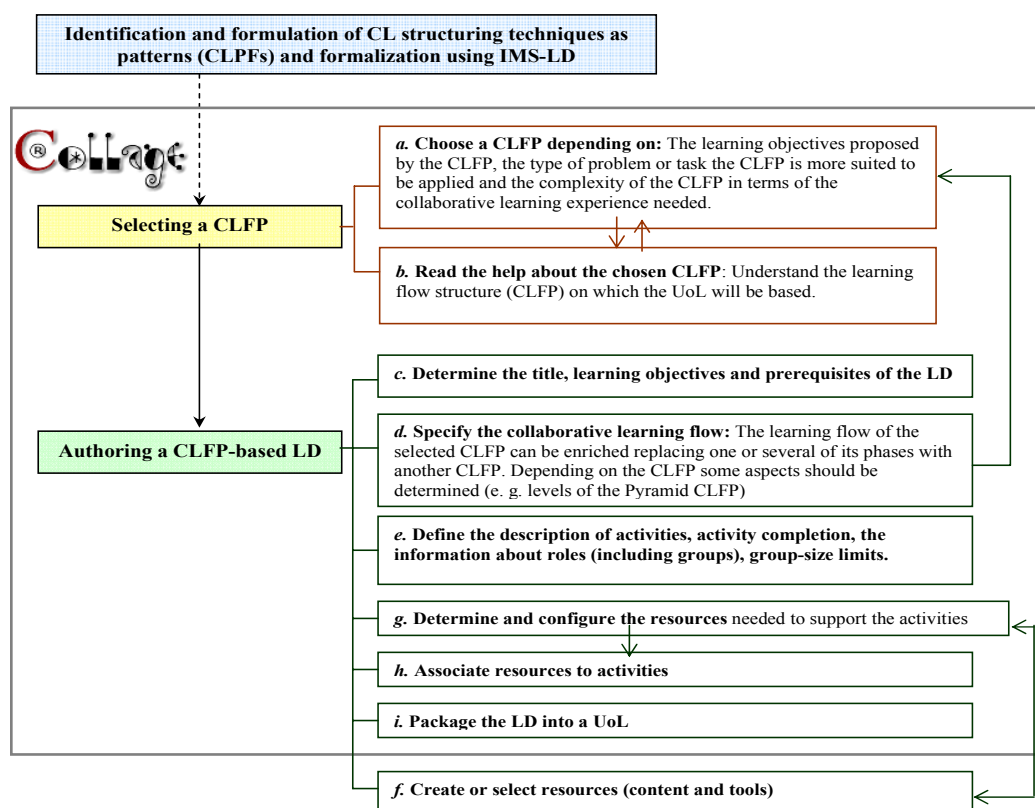 Identification and formulation of CL structuring techniques as
patterns (CLPFs) and formalization using IMS-LD
C®OLLAGE
a. Choose a CLFP depending on: The learning objectives proposed
by the CLFP, the type of problem or task the CLFP is more suited to
be applied and the complexity of the CLFP in terms of the
collaborative learning experience needed.
Selecting a CLFP
b. Read the help about the chosen CLFP: Understand the learning
flow structure (CLFP) on which the UoL will be based.
c. Determine the title, learning objectives and prerequisites of the LD
Authoring a CLFP-based LD
d. Specify the collaborative learning flow: The learning flow of the
selected CLFP can be enriched replacing one or several of its phases with
another CLFP. Depending on the CLFP some aspects should be
determined (e. g. levels of the Pyramid CLFP)
e. Define the description of activities, activity completion, the
information about roles (including groups), group-size limits.
g. Determine and configure the resources needed to support the activities
h. Associate resources to activities
i. Package the LD into a UoL
f. Create or select resources (content and tools)